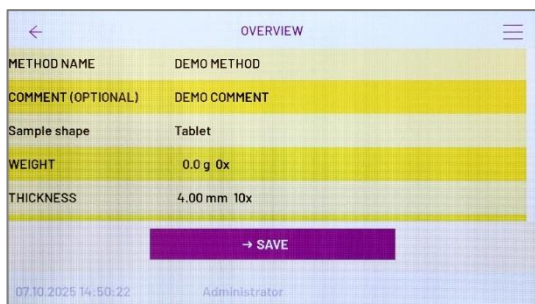 ← OVERVIEW
METHOD NAME DEMO METHOD
COMMENT (OPTIONAL) DEMO COMMENT
Sample shape Tablet
WEIGHT 0.0 g 0x
THICKNESS 4.00 mm 10x
→ SAVE
07.10.2025 14:50:22 Administrator